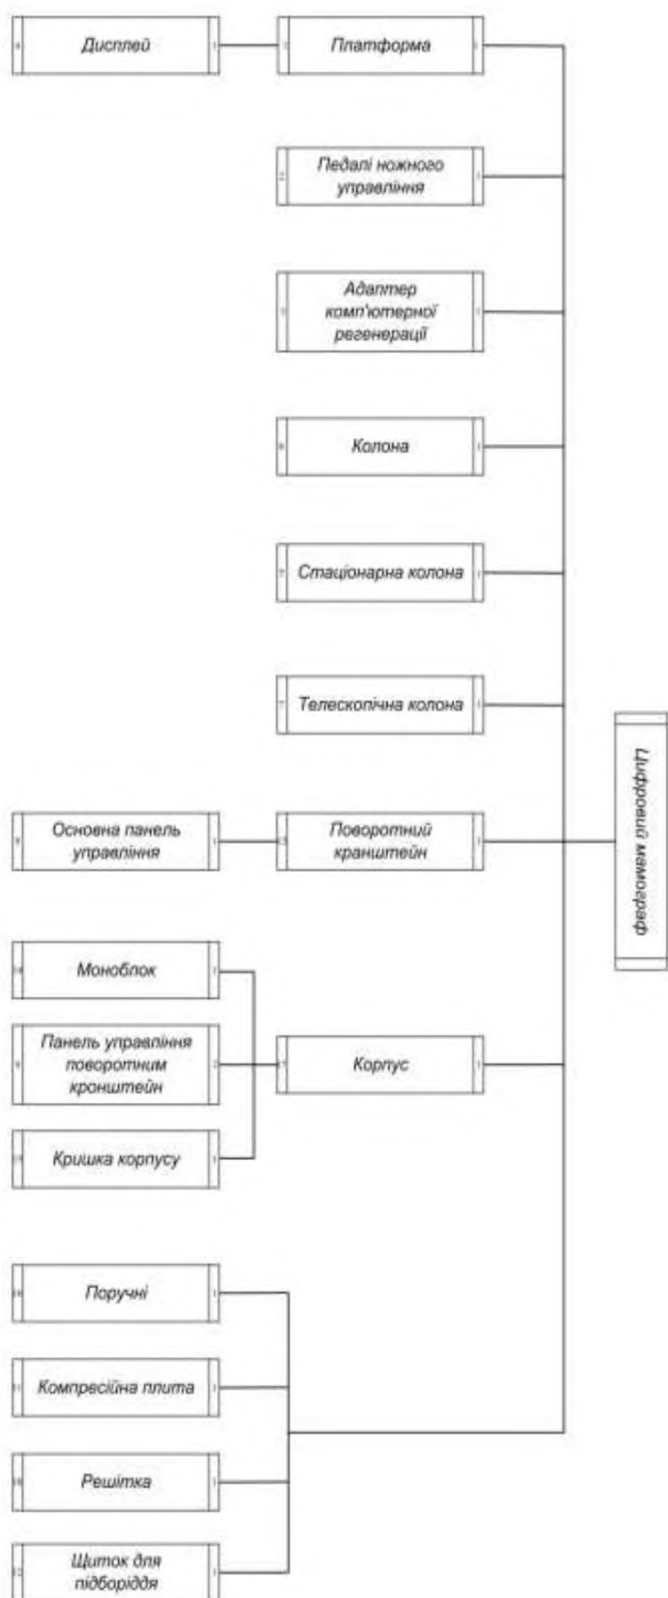 Дисплей
Платформа
Педалі ножного
управління
Адаптер
комп'ютерної
регенерації
Колона
Стаціонарна колона
Телескопічна колона
Цифровий мамограф
Основна панель
управління
Поворотний
кранштейн
Моноблок
Панель управління
поворотним
кронштейн
Корпус
Кришка корпусу
Поручні
Компресійна плита
Решітка
Щиток для
підборіддя